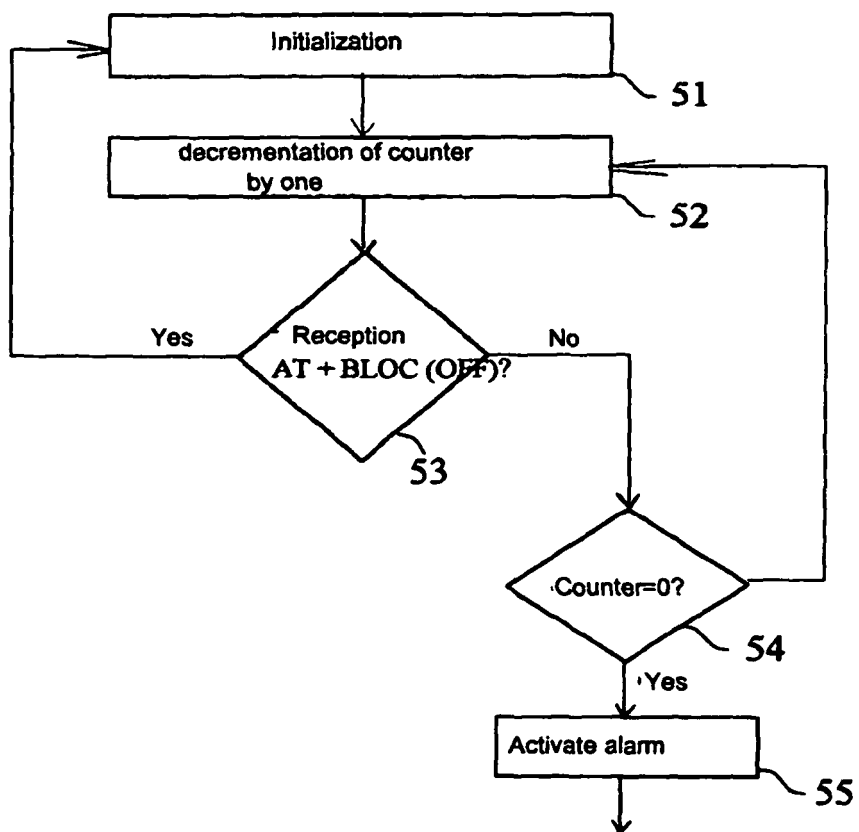 Initialization
51
decrementation of counter
by one
52
Yes
Reception
AT + BLOC (OFF)?
No
53
Counter=0?
54
Yes
Activate alarm
55